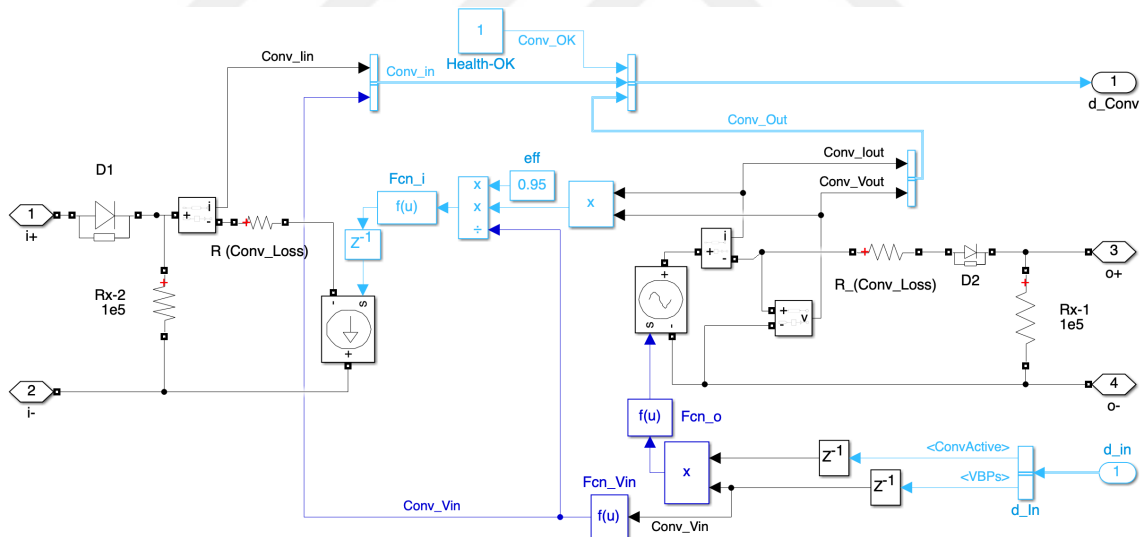 1
Conv_OK
Health-OK
Conv_Iin
Conv_in
1
d_Conv
Conv_Out
D1
eff
0.95
Fcn_i
f(u)
x
x
÷
x
Conv_Iout
Conv_Vout
1
i+
+
i
-
+
R (Conv_Loss)
Z-1
i
+
-
+
R_(Conv_Loss)
D2
3
o+
Rx-2
1e5
+
-
s
+
+
s
-
+
-
v
+
Rx-1
1e5
2
i-
4
o-
f(u)
Fcn_o
x
Z-1
<ConvActive>
d_in
1
Z-1
<VBPs>
d_In
Fcn_Vin
f(u)
Conv_Vin
Conv_Vin